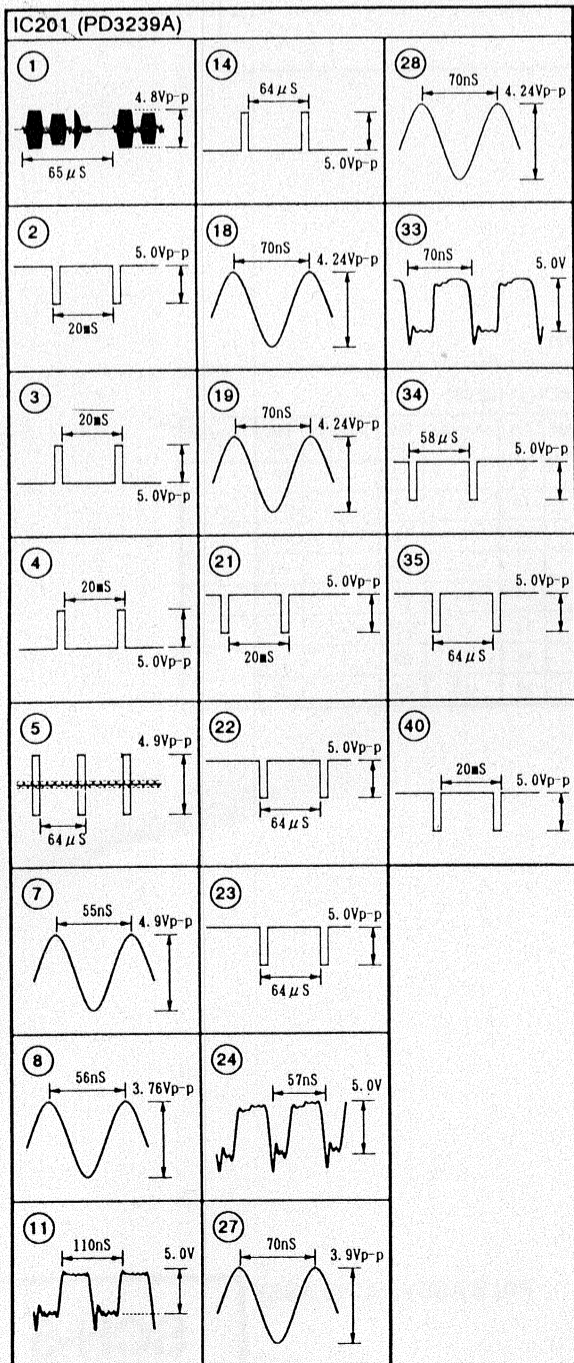 IC201 (PD3239A)
1
4.8Vp-p
65μS
2
5.0Vp-p
20mS
3
20mS
5.0Vp-p
4
20mS
5.0Vp-p
5
4.9Vp-p
64μS
7
55nS
4.9Vp-p
8
56nS
3.76Vp-p
11
110nS
5.0V
14
64μS
5.0Vp-p
18
70nS
4.24Vp-p
19
70nS
4.24Vp-p
21
5.0Vp-p
20mS
22
5.0Vp-p
64μS
23
5.0Vp-p
64μS
24
57nS
5.0V
27
70nS
3.9Vp-p
28
70nS
4.24Vp-p
33
70nS
5.0V
34
58μS
5.0Vp-p
35
5.0Vp-p
64μS
40
20mS
5.0Vp-p